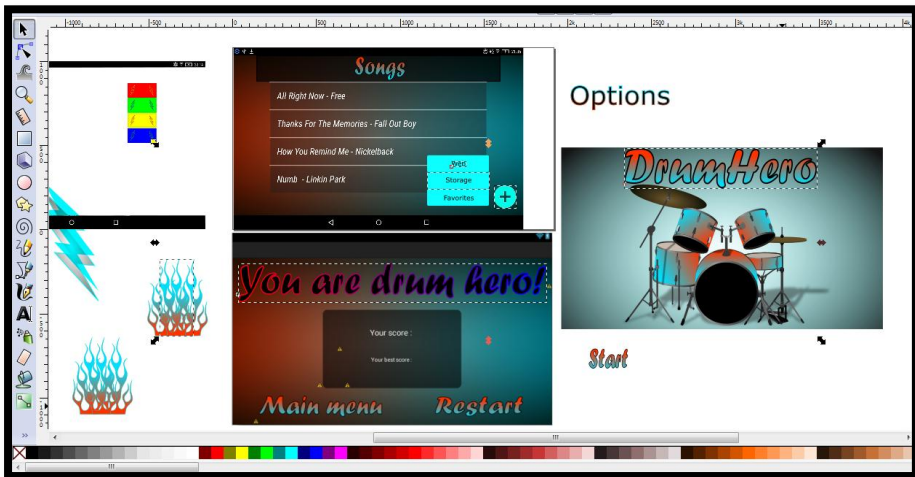 Songs
All Right Now - Free
Thanks For The Memories - Fall Out Boy
How You Remind Me - Nickelback
Numb - Linkin Park
Storage
Favorites
+
Options
DrumHero
You are drum hero!
Your score :
Your best score :
Main menu
Restart
Start